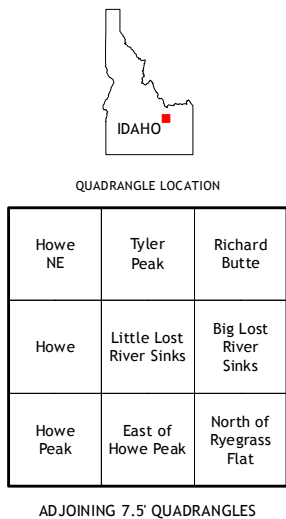 IDAHO
QUADRANGLE LOCATION
Howe
NE
Tyler
Peak
Richard
Butte
Howe
Little Lost
River Sinks
Big Lost
River
Sinks
Howe
Peak
East of
Howe Peak
North of
Ryegrass
Flat
ADJOINING 7.5' QUADRANGLES